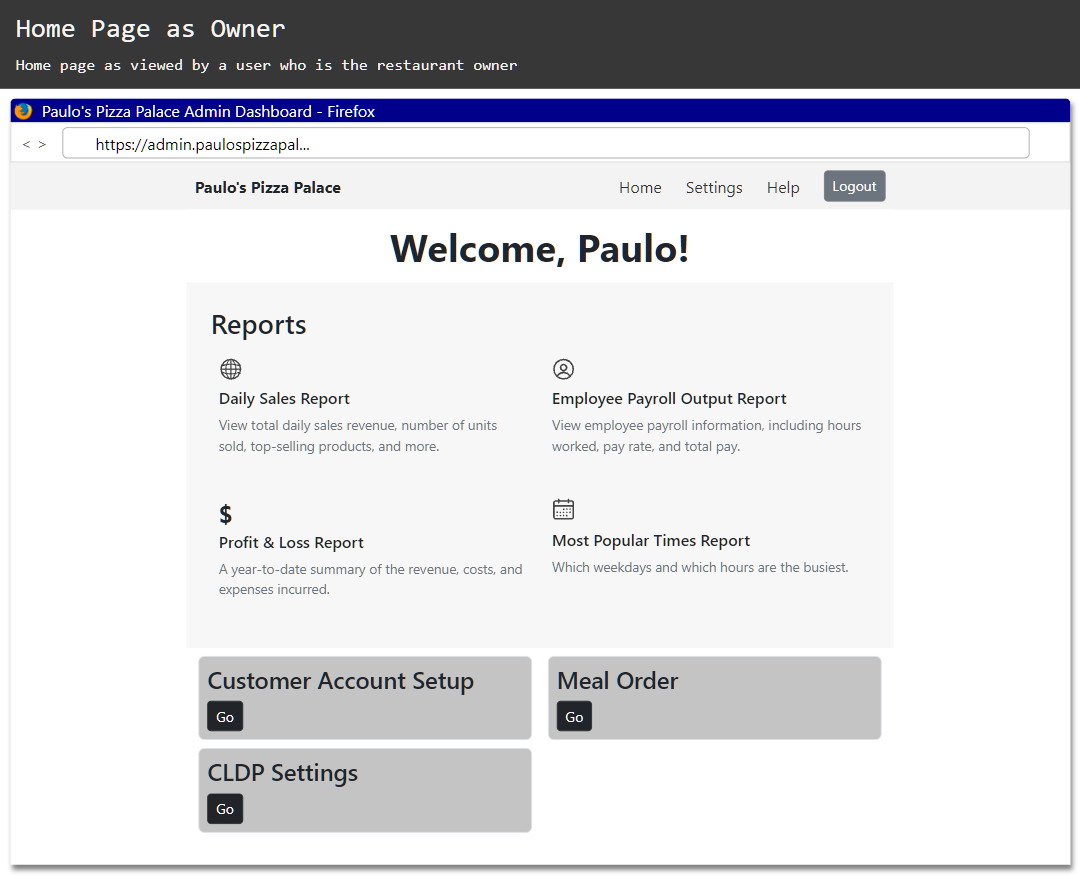 Home Page as Owner
Home page as viewed by a user who is the restaurant owner
Paulo's Pizza Palace Admin Dashboard - Firefox
< > https://admin.paulospizzapal...
Paulo's Pizza Palace Home Settings Help Logout
Welcome, Paulo!
Reports
Daily Sales Report
View total daily sales revenue, number of units
sold, top-selling products, and more.
Employee Payroll Output Report
View employee payroll information, including hours
worked, pay rate, and total pay.
$
Profit & Loss Report
A year-to-date summary of the revenue, costs, and
expenses incurred.
Most Popular Times Report
Which weekdays and which hours are the busiest.
Customer Account Setup
Go
Meal Order
Go
CLDP Settings
Go